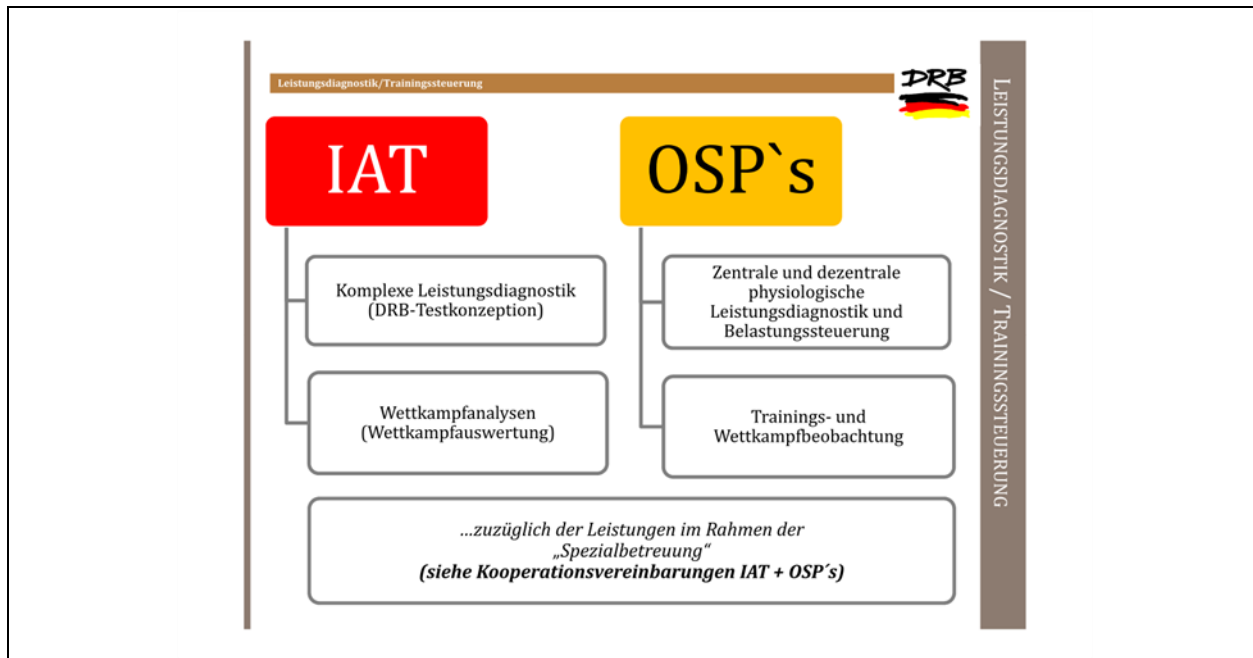 Leistungsdiagnostik/Trainingssteuerung
DRB
IAT
Komplexe Leistungsdiagnostik
(DRB-Testkonzeption)
Wettkampfanalysen
(Wettkampfauswertung)
OSP`s
Zentrale und dezentrale
physiologische
Leistungsdiagnostik und
Belastungssteuerung
Trainings- und
Wettkampfbeobachtung
...zuzüglich der Leistungen im Rahmen der
„Spezialbetreuung“
(siehe Kooperationsvereinbarungen IAT + OSP´s)
LEISTUNGSDIAGNOSTIK / TRAININGSSTEUERUNG